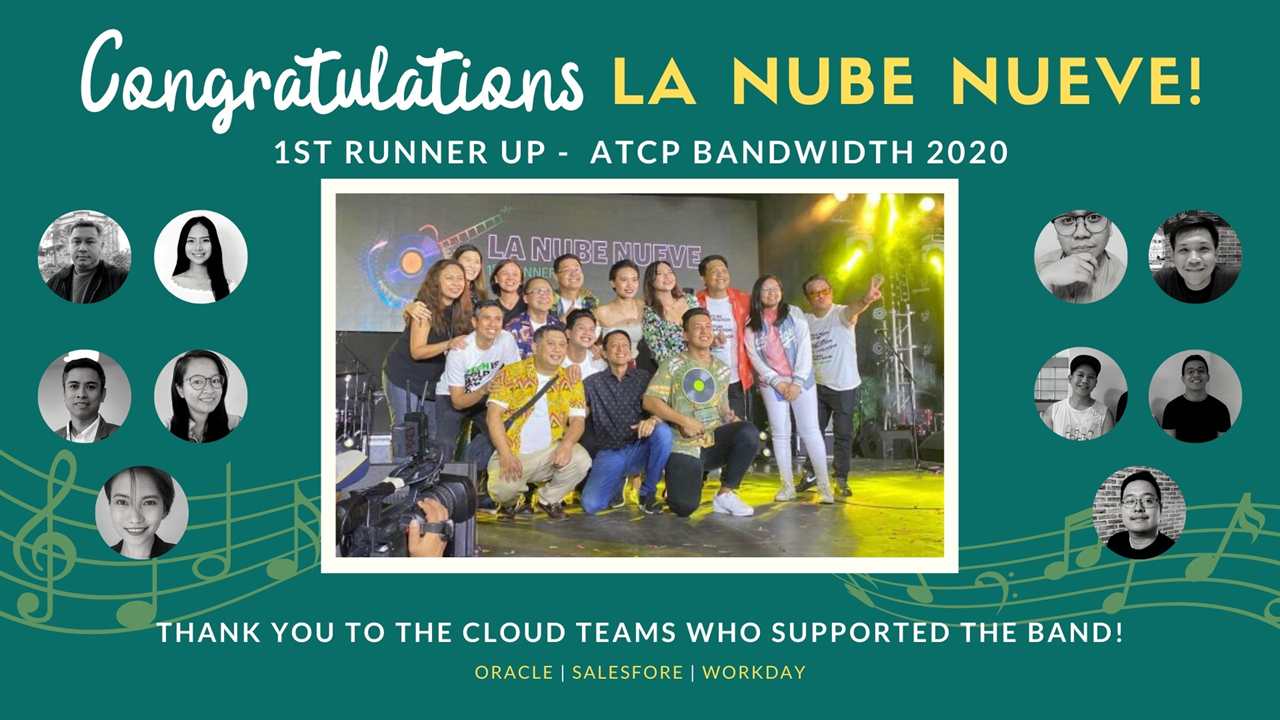 Congratulations LA NUBE NUEVE!
1ST RUNNER UP - ATCP BANDWIDTH 2020
LA NUBE NUEVE
THANK YOU TO THE CLOUD TEAMS WHO SUPPORTED THE BAND!
ORACLE | SALESFORE | WORKDAY